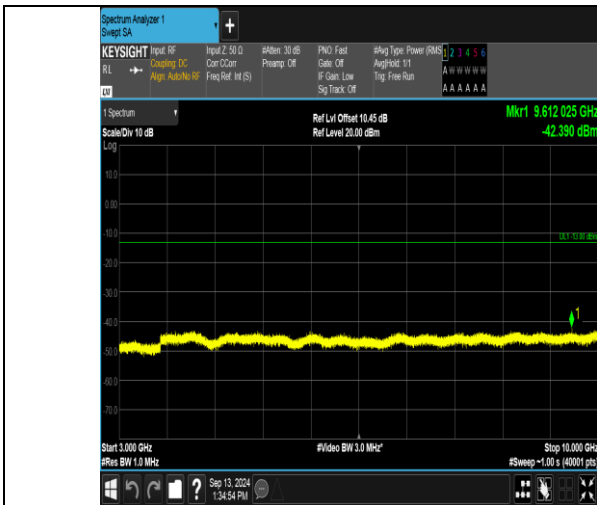 Spectrum Analyzer 1
Swept SA
+
KEYSIGHT Input: RF Input Z: 50 Ω #Atten: 30 dB PNO: Fast #Avg Type: Power (RMS 1 2 3 4 5 6
RL Coupling: DC Corr CCorr Preamp: Off Gate: Off Avg|Hold: 1/1 A W W W W W
Align: Auto/No RF Freq Ref: Int (S) IF Gain: Low Trig: Free Run
Sig Track: Off A A A A A A
1 Spectrum
Ref Lvl Offset 10.45 dB Mkr1 9.612 025 GHz
Scale/Div 10 dB Ref Level 20.00 dBm -42.390 dBm
Log
10.0
0.00
-10.0
DL1 -13.00 dBm
-20.0
-30.0
-40.0
1
-50.0
-60.0
-70.0
Start 3.000 GHz #Video BW 3.0 MHz* Stop 10.000 GHz
#Res BW 1.0 MHz #Sweep ~1.00 s (40001 pts)
? Sep 13, 2024
1:34:54 PM